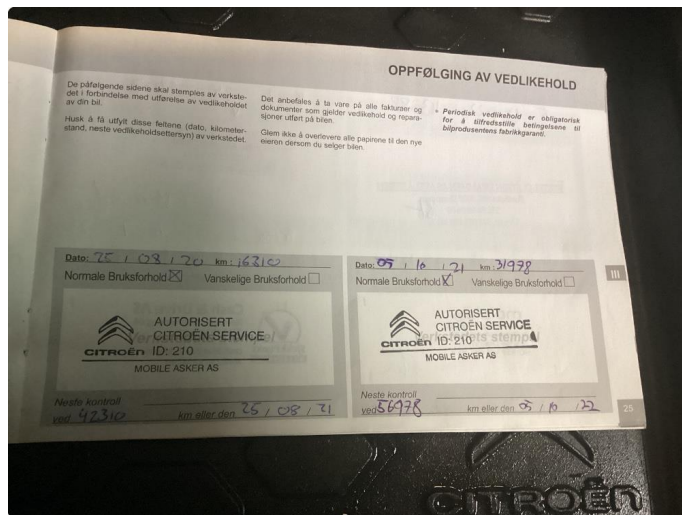 OPPFØLGING AV VEDLIKEHOLD
De påfølgende sidene skal stemples av verkste-
det i forbindelse med utførelse av vedlikeholdet
av din bil.
Husk å få utfylt disse feltene (dato, kilometer-
stand, neste vedlikeholdsettersyn) av verkstedet.
Det anbefales å ta vare på alle fakturaer og
dokumenter som gjelder vedlikehold og repara-
sjoner utført på bilen.
Glem ikke å overlevere alle papirene til den nye
eieren dersom du selger bilen.
• Periodisk vedlikehold er obligatorisk
for å tilfredsstille betingelsene til
bilprodusentens fabrikkgaranti.
Dato: 25 / 08 / 20 km: 16310
Normale Bruksforhold Vanskelige Bruksforhold
AUTORISERT
CITROËN SERVICE
CITROËN ID: 210
MOBILE ASKER AS
Neste kontroll
ved 42310 km eller den 25 / 08 / 21
Dato: 05 / 10 / 21 km: 31978
Normale Bruksforhold Vanskelige Bruksforhold
AUTORISERT
CITROËN SERVICE
CITROËN ID: 210
Verkstedets stempel
MOBILE ASKER AS
Neste kontroll
ved 56978 km eller den 05 / 10 / 22
III
25
CITROËN